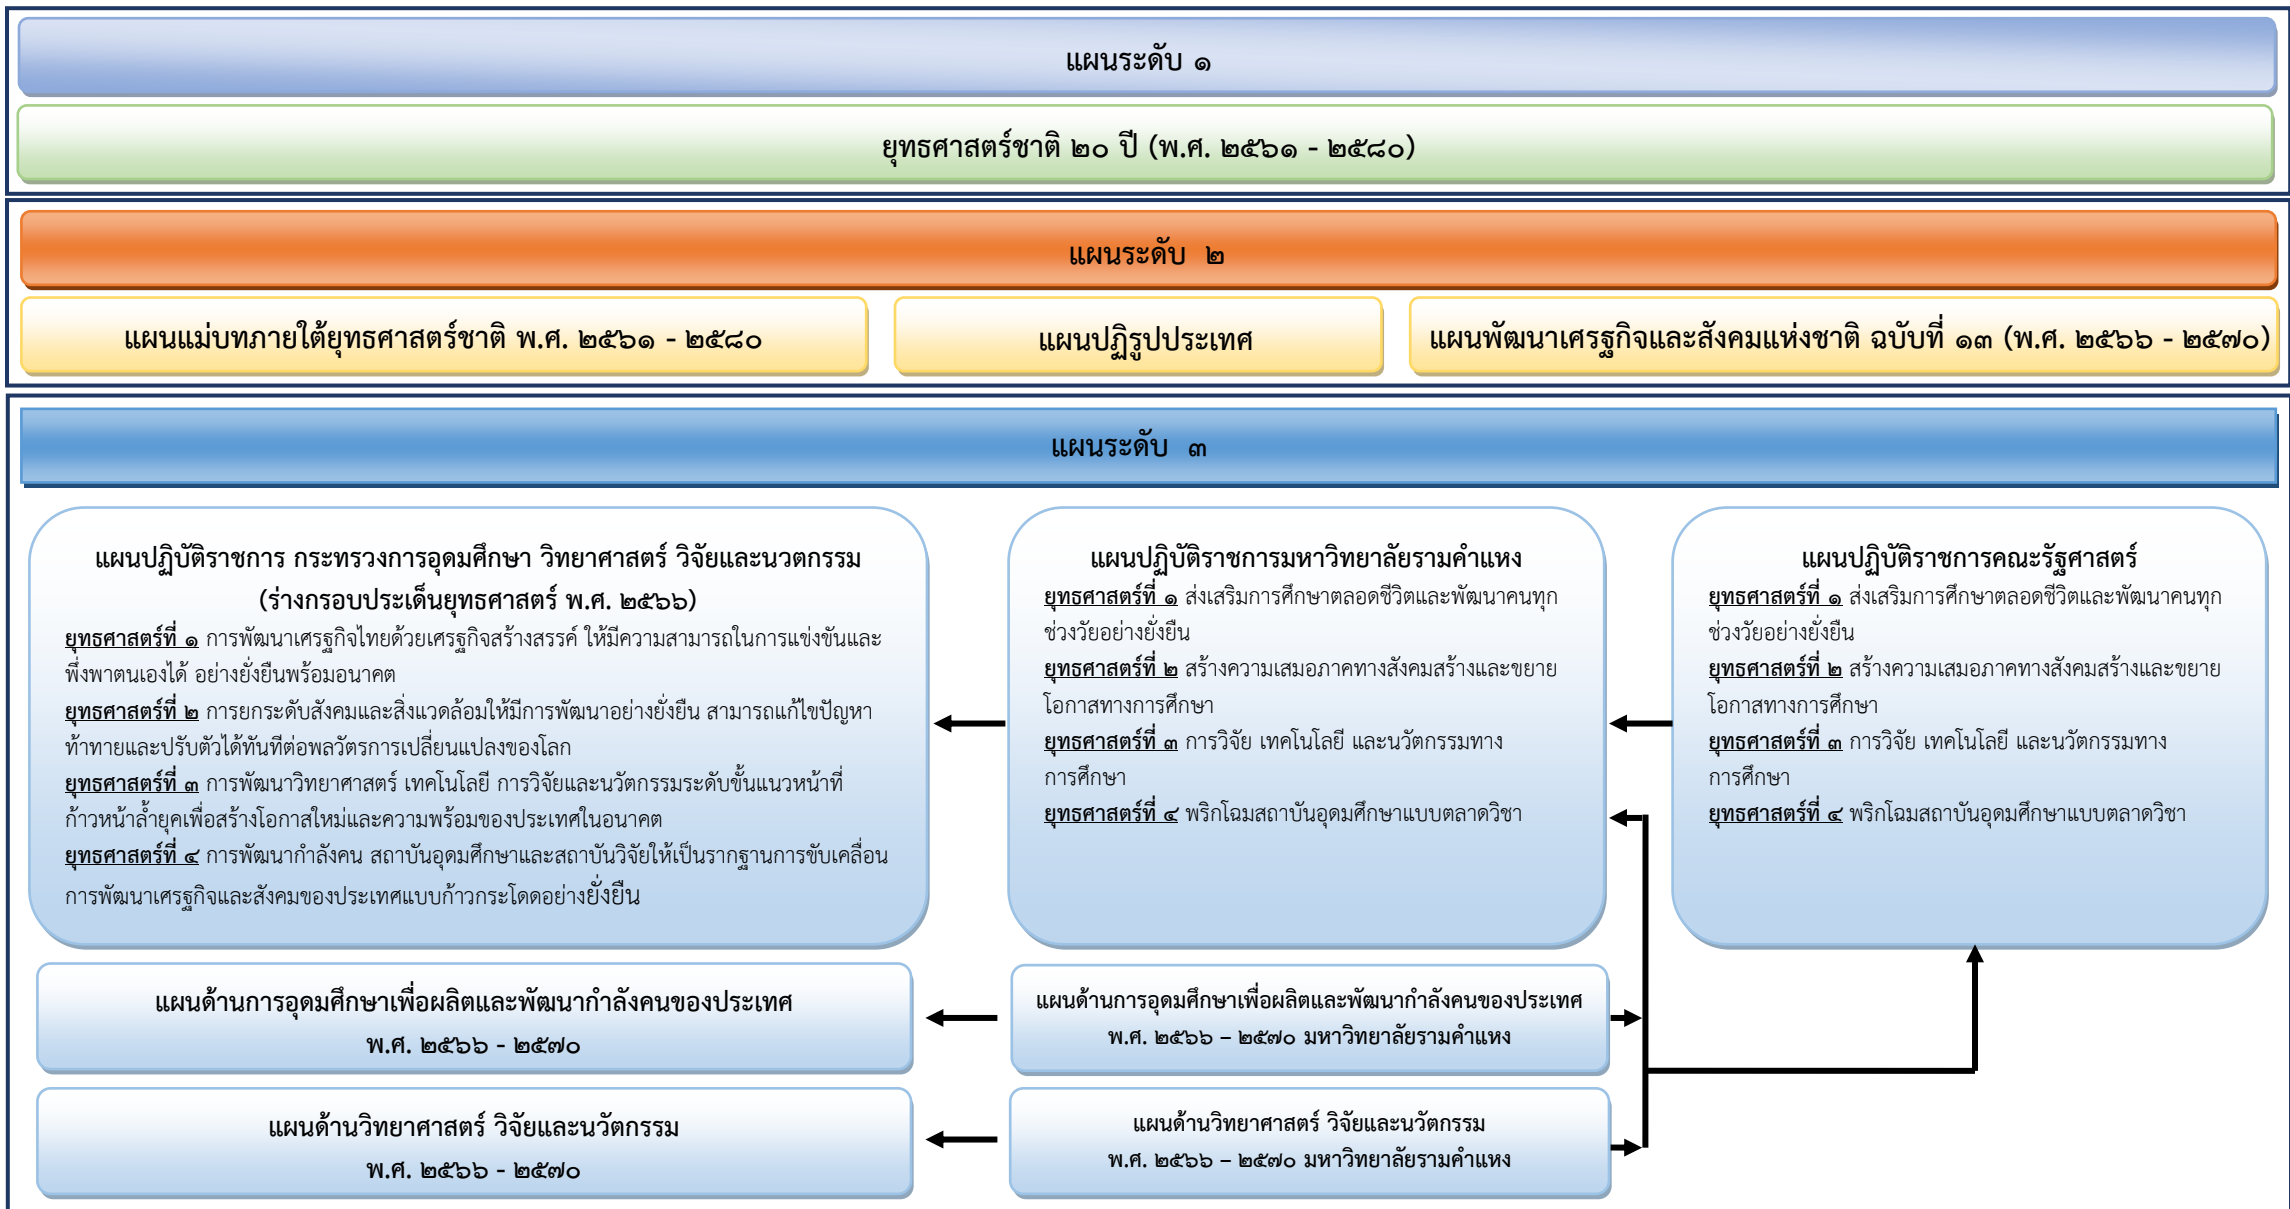 แผนระดับ ๑
ยุทธศาสตร์ชาติ ๒๐ ปี (พ.ศ. ๒๕๖๑ - ๒๕๘๐)
แผนระดับ ๒
แผนแม่บทภายใต้ยุทธศาสตร์ชาติ พ.ศ. ๒๕๖๑ - ๒๕๘๐
แผนปฏิรูปประเทศ
แผนพัฒนาเศรฐกิจและสังคมแห่งชาติ ฉบับที่ ๑๓ (พ.ศ. ๒๕๖๖ - ๒๕๗๐)
แผนระดับ ๓
แผนปฏิบัติราชการ กระทรวงการอุดมศึกษา วิทยาศาสตร์ วิจัยและนวตกรรม
(ร่างกรอบประเด็นยุทธศาสตร์ พ.ศ. ๒๕๖๖)
ยุทธศาสตร์ที่ ๑ การพัฒนาเศรฐกิจไทยด้วยเศรฐกิจสร้างสรรค์ ให้มีความสามารถในการแข่งขันและ
พึ่งพาตนเองได้ อย่างยั่งยืนพร้อมอนาคต
ยุทธศาสตร์ที่ ๒ การยกระดับสังคมและสิ่งแวดล้อมให้มีการพัฒนาอย่างยั่งยืน สามารถแก้ไขปัญหา
ท้าทายและปรับตัวได้ทันทีต่อพลวัตรการเปลี่ยนแปลงของโลก
ยุทธศาสตร์ที่ ๓ การพัฒนาวิทยาศาสตร์ เทคโนโลยี การวิจัยและนวัตกรรมระดับขั้นแนวหน้าที่
ก้าวหน้าล้ำยุคเพื่อสร้างโอกาสใหม่และความพร้อมของประเทศในอนาคต
ยุทธศาสตร์ที่ ๔ การพัฒนากำลังคน สถาบันอุดมศึกษาและสถาบันวิจัยให้เป็นรากฐานการขับเคลื่อน
การพัฒนาเศรฐกิจและสังคมของประเทศแบบก้าวกระโดดอย่างยั่งยืน
แผนปฏิบัติราชการมหาวิทยาลัยรามคำแหง
ยุทธศาสตร์ที่ ๑ ส่งเสริมการศึกษาตลอดชีวิตและพัฒนาคนทุก
ช่วงวัยอย่างยั่งยืน
ยุทธศาสตร์ที่ ๒ สร้างความเสมอภาคทางสังคมสร้างและขยาย
โอกาสทางการศึกษา
ยุทธศาสตร์ที่ ๓ การวิจัย เทคโนโลยี และนวัตกรรมทาง
การศึกษา
ยุทธศาสตร์ที่ ๔ พริกโฉมสถาบันอุดมศึกษาแบบตลาดวิชา
แผนปฏิบัติราชการคณะรัฐศาสตร์
ยุทธศาสตร์ที่ ๑ ส่งเสริมการศึกษาตลอดชีวิตและพัฒนาคนทุก
ช่วงวัยอย่างยั่งยืน
ยุทธศาสตร์ที่ ๒ สร้างความเสมอภาคทางสังคมสร้างและขยาย
โอกาสทางการศึกษา
ยุทธศาสตร์ที่ ๓ การวิจัย เทคโนโลยี และนวัตกรรมทาง
การศึกษา
ยุทธศาสตร์ที่ ๔ พริกโฉมสถาบันอุดมศึกษาแบบตลาดวิชา
แผนด้านการอุดมศึกษาเพื่อผลิตและพัฒนากำลังคนของประเทศ
พ.ศ. ๒๕๖๖ - ๒๕๗๐
แผนด้านการอุดมศึกษาเพื่อผลิตและพัฒนากำลังคนของประเทศ
พ.ศ. ๒๕๖๖ – ๒๕๗๐ มหาวิทยาลัยรามคำแหง
แผนด้านวิทยาศาสตร์ วิจัยและนวัตกรรม
พ.ศ. ๒๕๖๖ - ๒๕๗๐
แผนด้านวิทยาศาสตร์ วิจัยและนวัตกรรม
พ.ศ. ๒๕๖๖ – ๒๕๗๐ มหาวิทยาลัยรามคำแหง